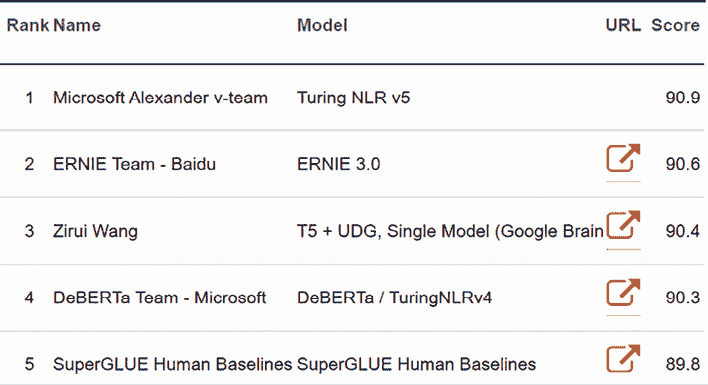 Rank Name Model URL Score
1 Microsoft Alexander v-team Turing NLR v5 90.9
2 ERNIE Team - Baidu ERNIE 3.0 90.6
3 Zirui Wang T5 + UDG, Single Model (Google Brain 90.4
4 DeBERTa Team - Microsoft DeBERTa / TuringNLRv4 90.3
5 SuperGLUE Human Baselines SuperGLUE Human Baselines 89.8